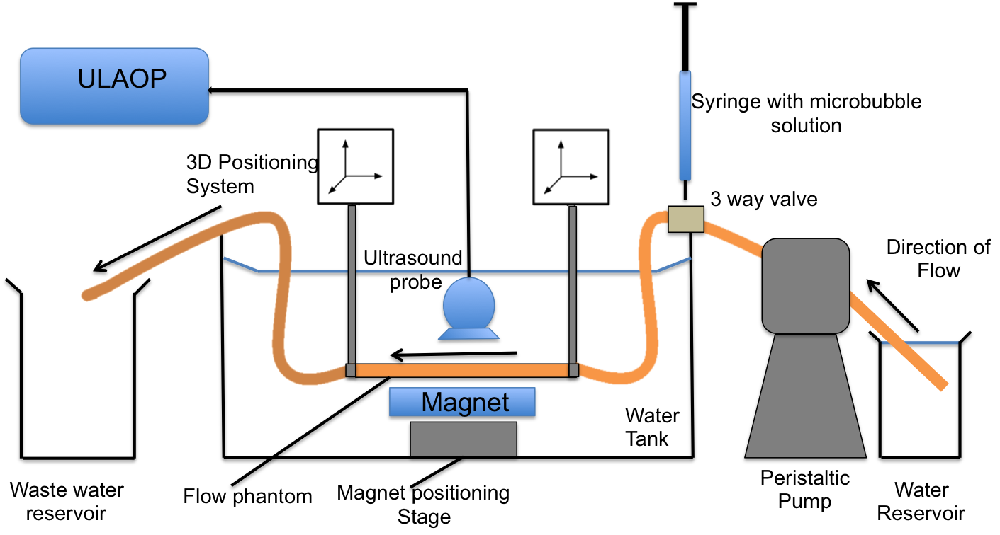 ULAOP
Syringe with microbubble
solution
3D Positioning
System
3 way valve
Ultrasound
probe
Direction of
Flow
Magnet
Water
Tank
Waste water
reservoir
Flow phantom
Magnet positioning
Stage
Peristaltic
Pump
Water
Reservoir